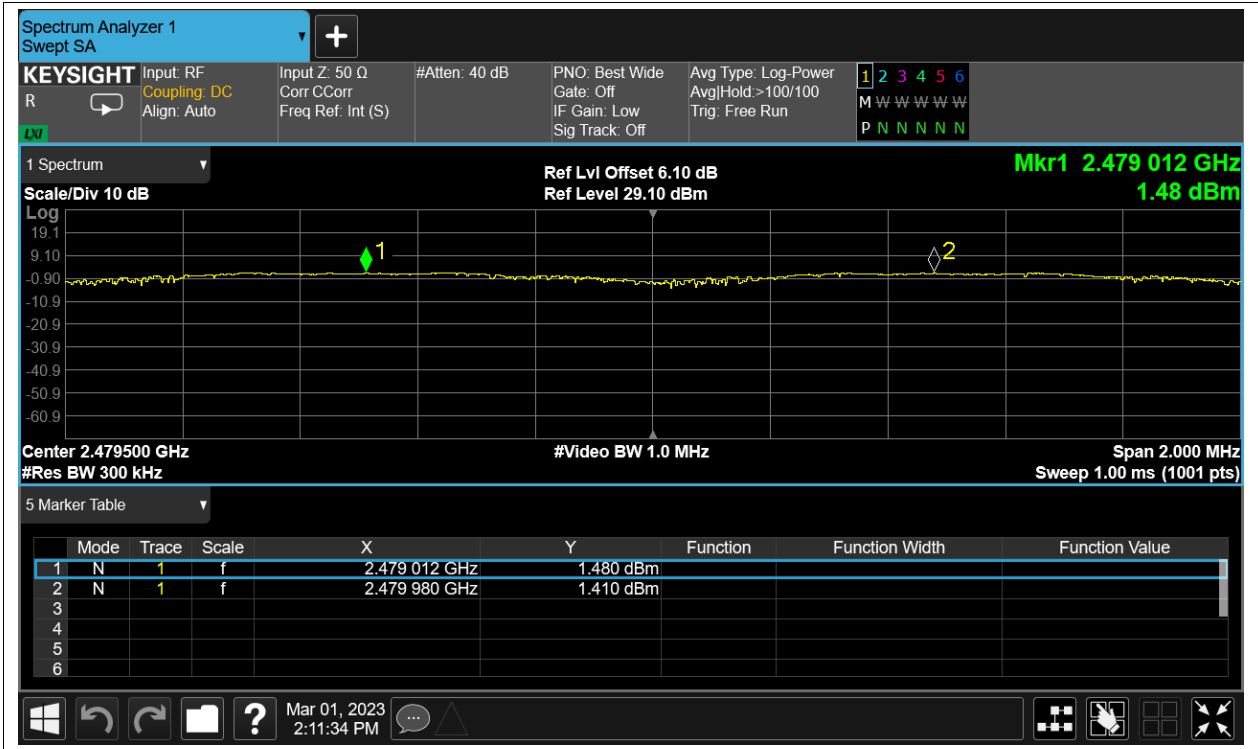 Spectrum Analyzer 1
Swept SA
KEYSIGHT
R
LXI
Input: RF
Coupling: DC
Align: Auto
Input Z: 50 Ω
Corr CCorr
Freq Ref: Int (S)
#Atten: 40 dB
PNO: Best Wide
Gate: Off
IF Gain: Low
Sig Track: Off
Avg Type: Log-Power
Avg|Hold:>100/100
Trig: Free Run
1 2 3 4 5 6
M W W W W W
P N N N N N
1 Spectrum
Scale/Div 10 dB
Ref Lvl Offset 6.10 dB
Ref Level 29.10 dBm
Mkr1 2.479 012 GHz
1.48 dBm
Log
19.1
9.10
-0.90
-10.9
-20.9
-30.9
-40.9
-50.9
-60.9
1
2
Center 2.479500 GHz
#Res BW 300 kHz
#Video BW 1.0 MHz
Span 2.000 MHz
Sweep 1.00 ms (1001 pts)
5 Marker Table
Mode Trace Scale X Y Function Function Width Function Value
1 N 1 f 2.479 012 GHz 1.480 dBm
2 N 1 f 2.479 980 GHz 1.410 dBm
3
4
5
6
?
Mar 01, 2023
2:11:34 PM